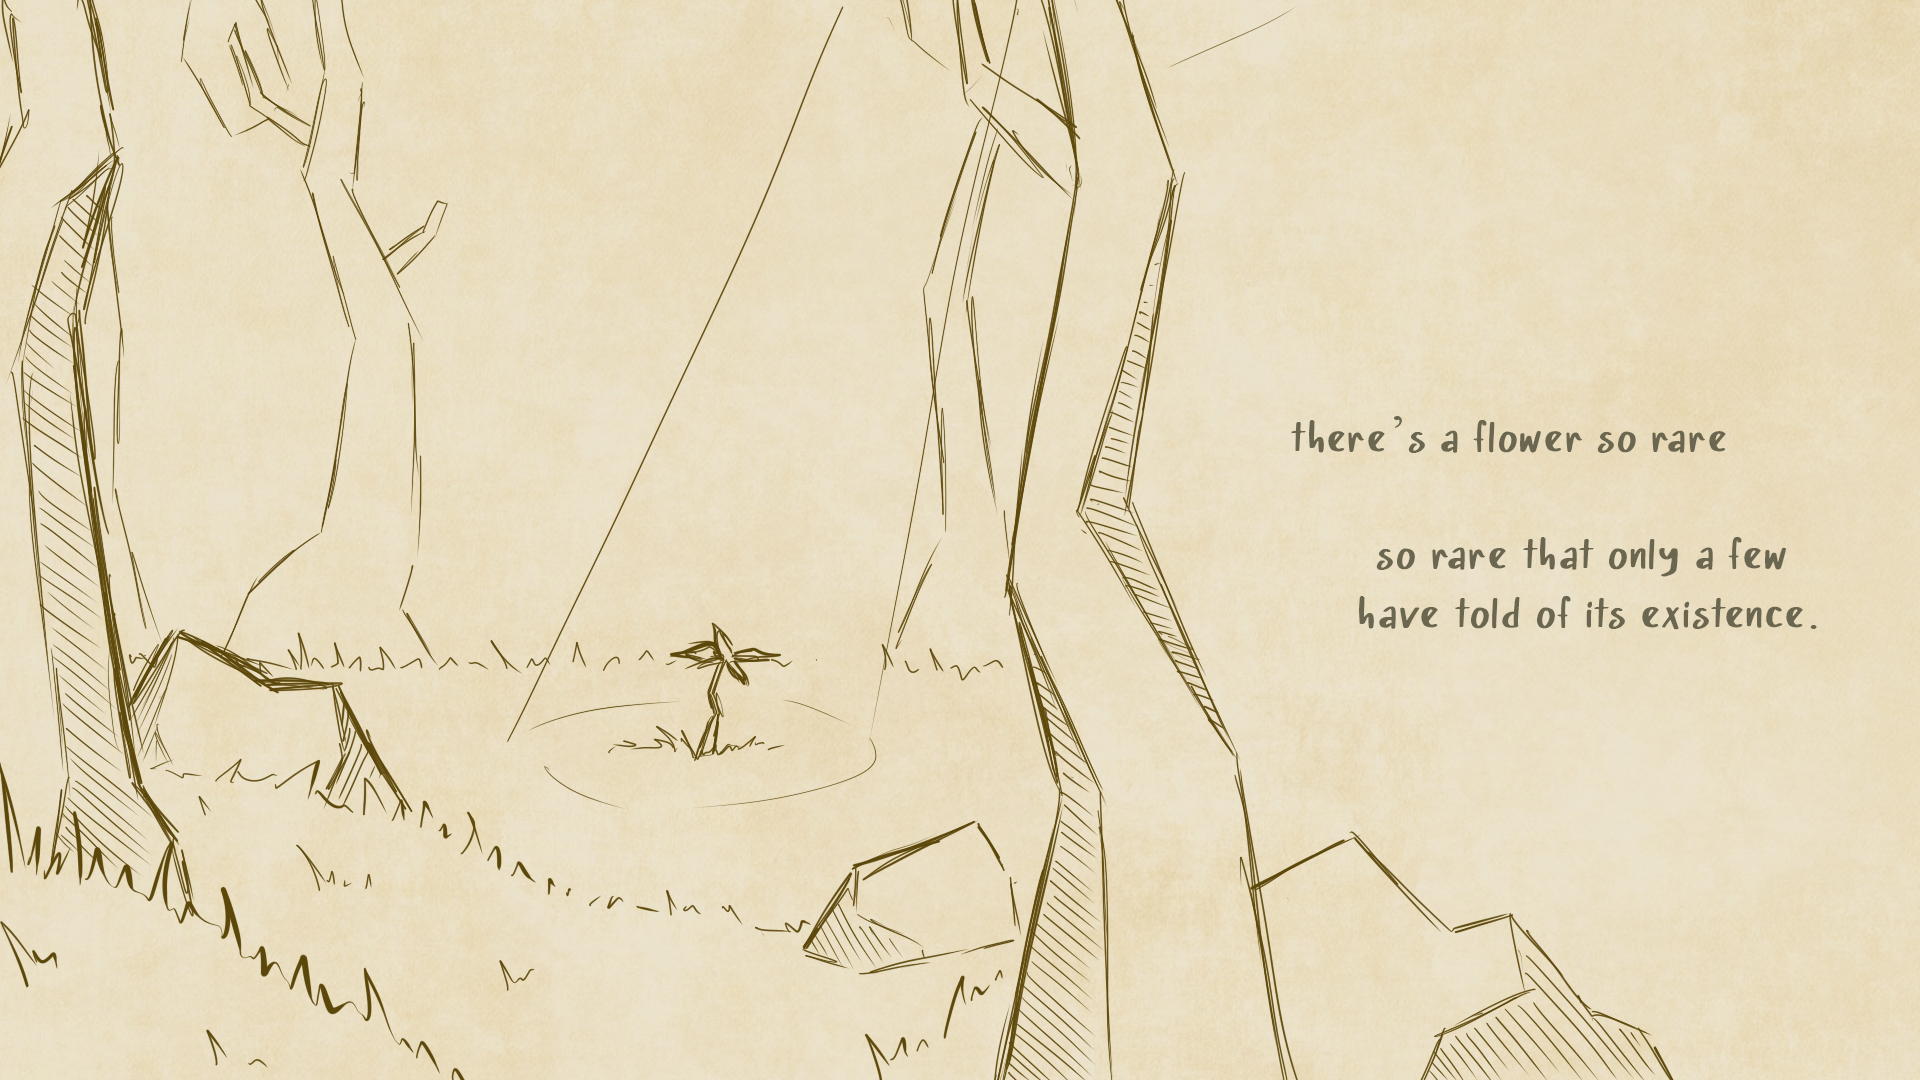 there's a flower so rare
so rare that only a few
have told of its existence.